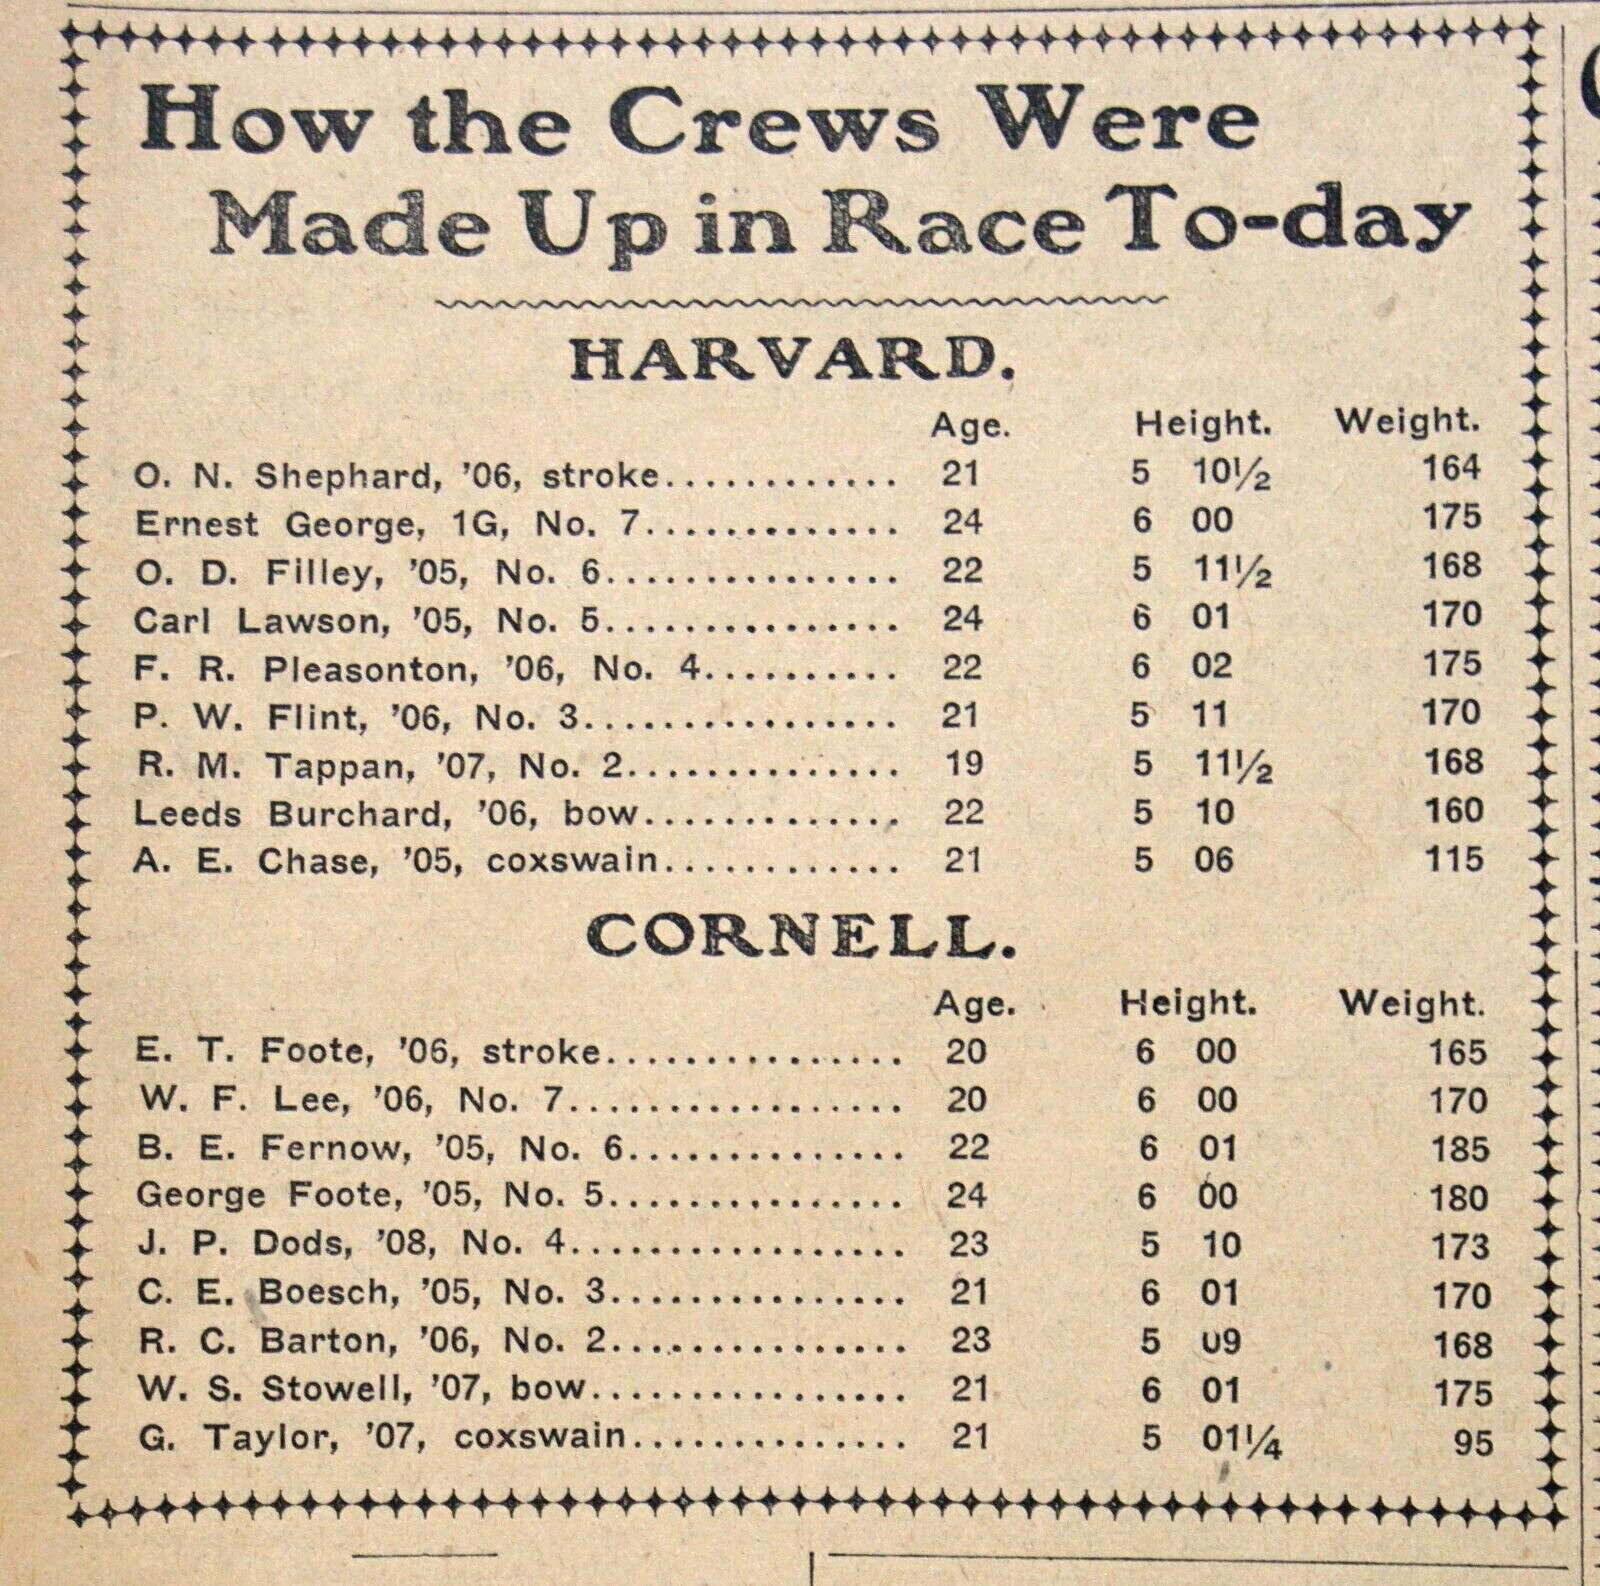 How the Crews Were
Made Up in Race To-day
HARVARD.
Age. Height. Weight.
O. N. Shephard, '06, stroke............ 21 5 10½ 164
Ernest George, 1G, No. 7............. 24 6 00 175
O. D. Filley, '05, No. 6................ 22 5 11½ 168
Carl Lawson, '05, No. 5................ 24 6 01 170
F. R. Pleasonton, '06, No. 4.......... 22 6 02 175
P. W. Flint, '06, No. 3................. 21 5 11 170
R. M. Tappan, '07, No. 2............... 19 5 11½ 168
Leeds Burchard, '06, bow.............. 22 5 10 160
A. E. Chase, '05, coxswain............. 21 5 06 115
CORNELL.
Age. Height. Weight.
E. T. Foote, '06, stroke................ 20 6 00 165
W. F. Lee, '06, No. 7.................. 20 6 00 170
B. E. Fernow, '05, No. 6............... 22 6 01 185
George Foote, '05, No. 5................ 24 6 00 180
J. P. Dods, '08, No. 4.................. 23 5 10 173
C. E. Boesch, '05, No. 3................ 21 6 01 170
R. C. Barton, '06, No. 2................ 23 5 09 168
W. S. Stowell, '07, bow................. 21 6 01 175
G. Taylor, '07, coxswain............... 21 5 01¼ 95